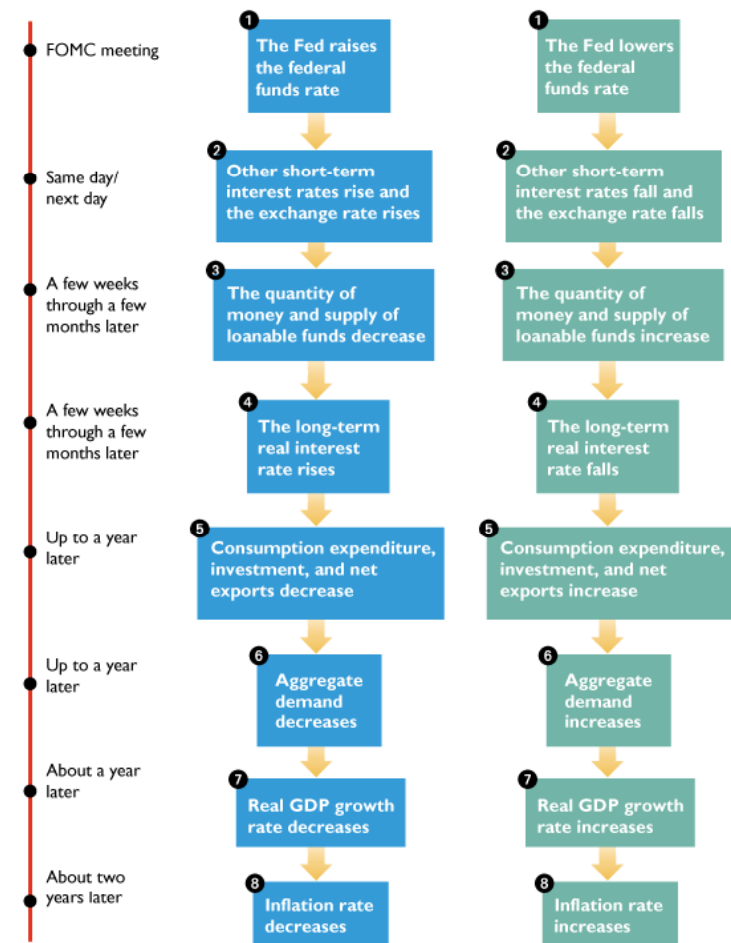 FOMC meeting
1
The Fed raises
the federal
funds rate
1
The Fed lowers
the federal
funds rate
Same day/
next day
2
Other short-term
interest rates rise and
the exchange rate rises
2
Other short-term
interest rates fall and
the exchange rate falls
A few weeks
through a few
months later
3
The quantity of
money and supply of
loanable funds decrease
3
The quantity of
money and supply of
loanable funds increase
A few weeks
through a few
months later
4
The long-term
real interest
rate rises
4
The long-term
real interest
rate falls
Up to a year
later
5
Consumption expenditure,
investment, and net
exports decrease
5
Consumption expenditure,
investment, and net
exports increase
Up to a year
later
6
Aggregate
demand
decreases
6
Aggregate
demand
increases
About a year
later
7
Real GDP growth
rate decreases
7
Real GDP growth
rate increases
About two
years later
8
Inflation rate
decreases
8
Inflation rate
increases